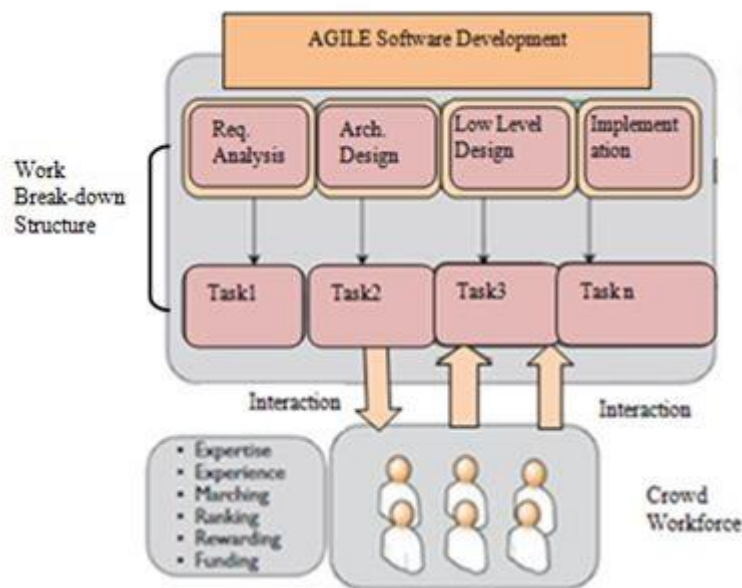 AGILE Software Development
Req.
Analysis
Arch.
Design
Low Level
Design
Implement
ation
Work
Break-down
Structure
Task1
Task2
Task3
Task n
Interaction
Interaction
• Expertise
• Experience
• Marching
• Ranking
• Rewarding
• Funding
Crowd
Workforce